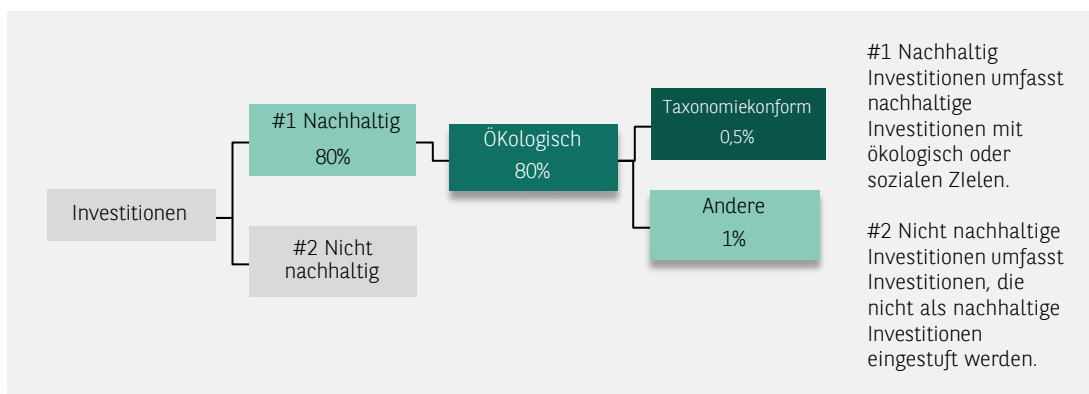 Investitionen
#1 Nachhaltig
80%
#2 Nicht
nachhaltig
ÖKologisch
80%
Taxonomiekonform
0,5%
Andere
1%
#1 Nachhaltig
Investitionen umfasst
nachhaltige
Investitionen mit
ökologisch oder
sozialen ZIelen.
#2 Nicht nachhaltige
Investitionen umfasst
Investitionen, die
nicht als nachhaltige
Investitionen
eingestuft werden.